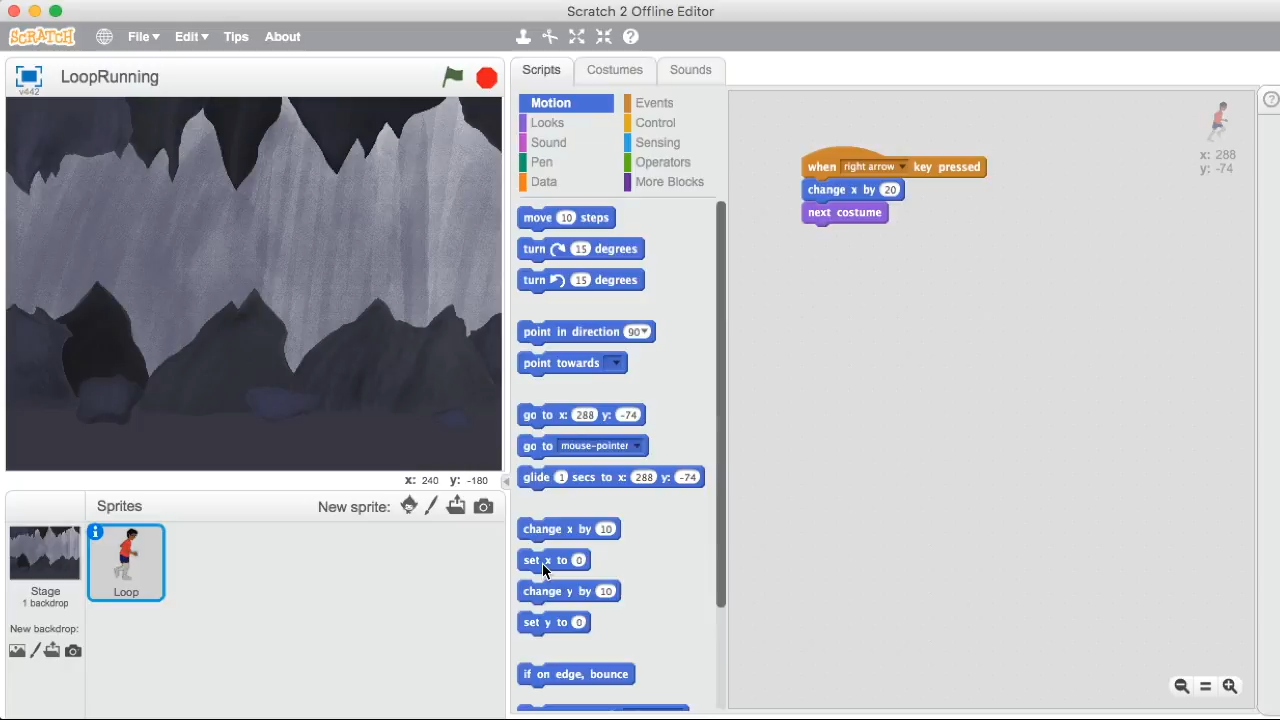 Scratch 2 Offline Editor
SCRATCH File Edit Tips About
v442 LoopRunning
Scripts Costumes Sounds
Motion Events
Looks Control
Sound Sensing
Pen Operators
Data More Blocks
x: 288
y: -74
when right arrow key pressed
change x by 20
next costume
move 10 steps
turn 15 degrees
turn 15 degrees
point in direction 90
point towards
go to x: 288 y: -74
go to mouse-pointer
glide 1 secs to x: 288 y: -74
change x by 10
set x to 0
change y by 10
set y to 0
if on edge, bounce
x: 240 y: -180
Sprites New sprite:
Stage
1 backdrop
New backdrop:
Loop